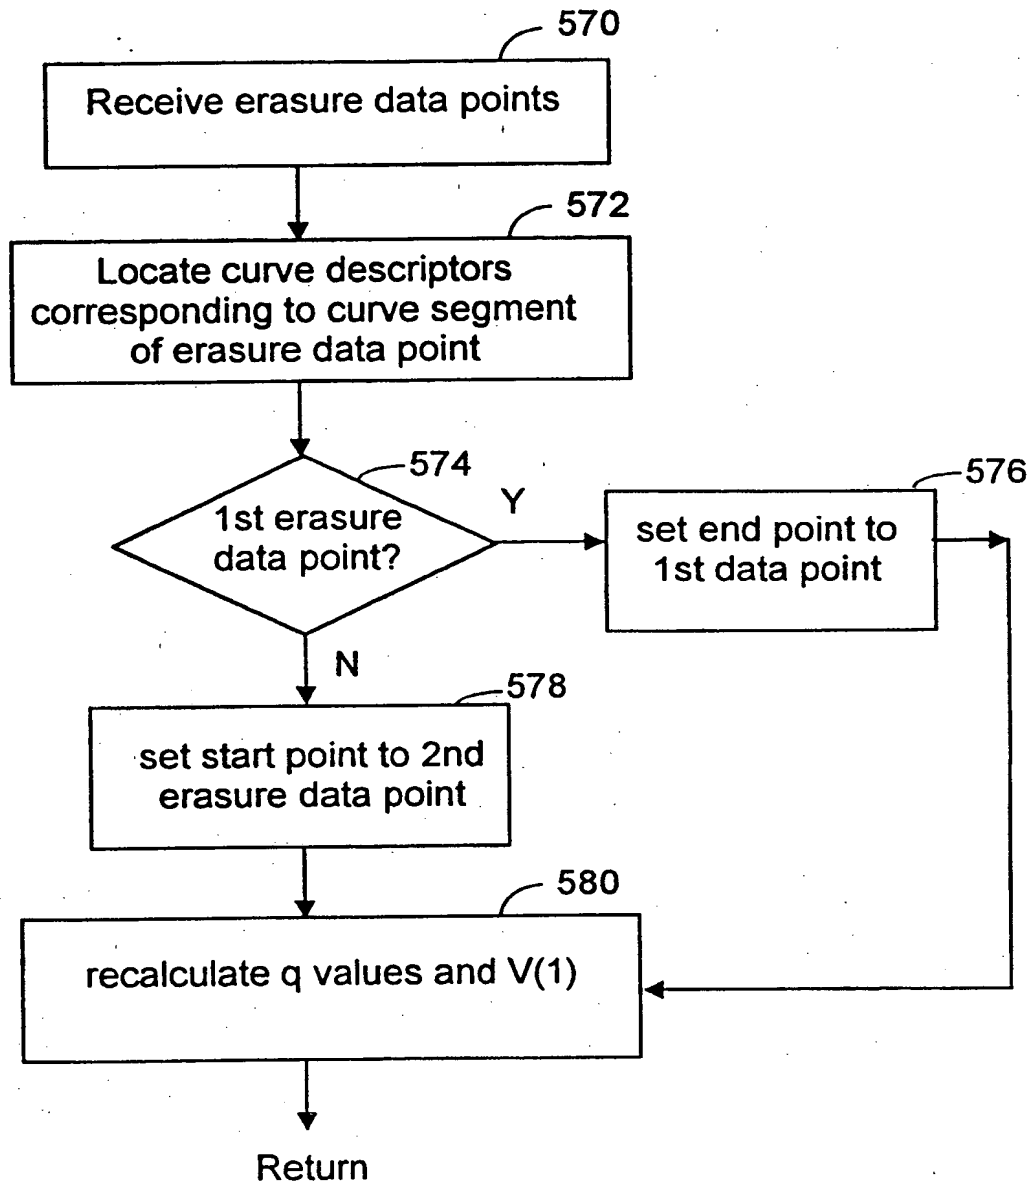 570
Receive erasure data points
572
Locate curve descriptors
corresponding to curve segment
of erasure data point
574
1st erasure
data point?
Y
576
set end point to
1st data point
N
578
set start point to 2nd
erasure data point
580
recalculate q values and V(1)
Return